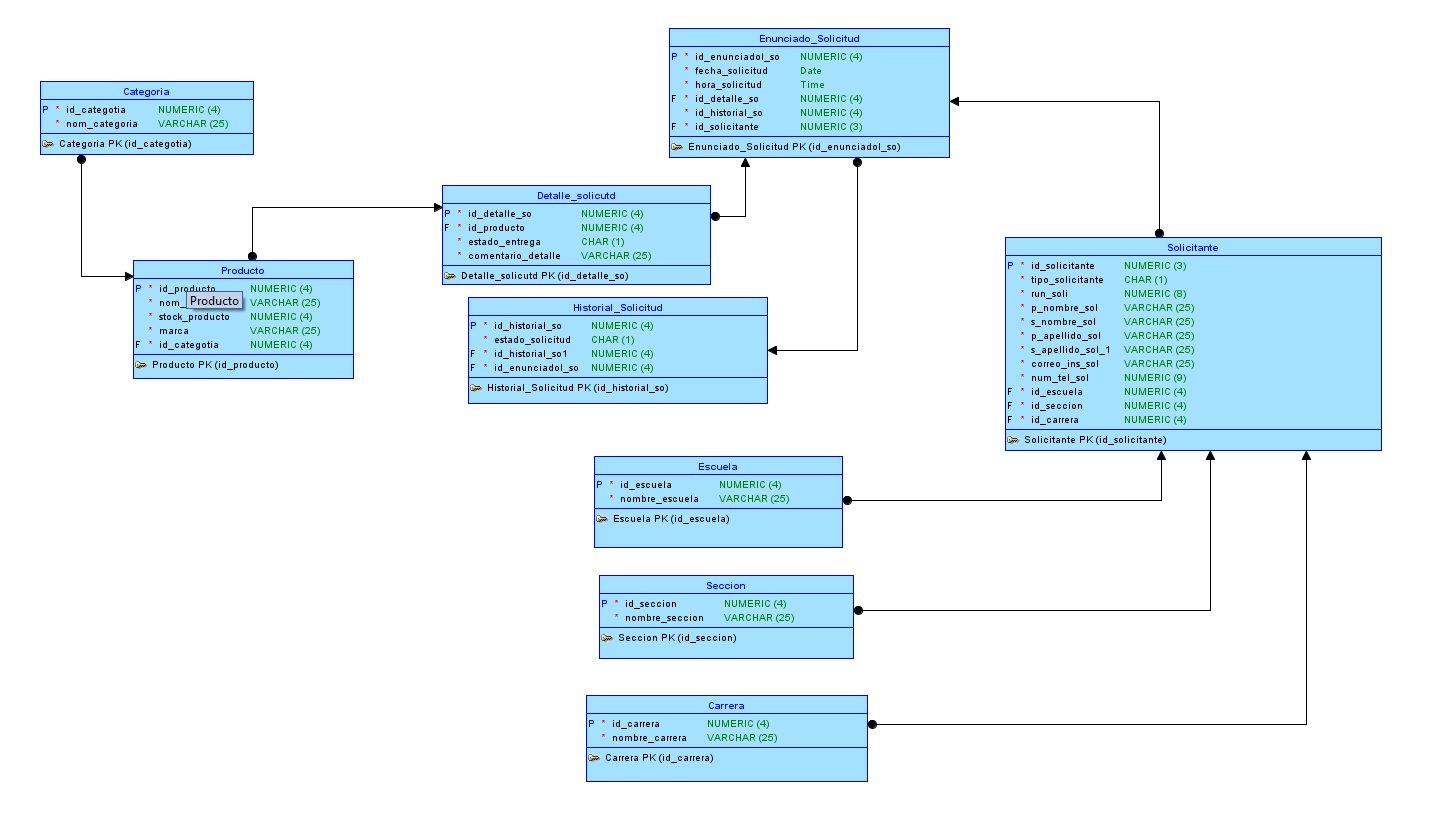 Enunciado_Solicitud
P * id_enunciadol_so NUMERIC (4)
* fecha_solicitud Date
* hora_solicitud Time
F * id_detalle_so NUMERIC (4)
* id_historial_so NUMERIC (4)
F * id_solicitante NUMERIC (3)
Enunciado_Solicitud PK (id_enunciadol_so)
Categoria
P * id_categotia NUMERIC (4)
* nom_categoria VARCHAR (25)
Categoria PK (id_categotia)
Detalle_solicutd
P * id_detalle_so NUMERIC (4)
F * id_producto NUMERIC (4)
* estado_entrega CHAR (1)
* comentario_detalle VARCHAR (25)
Detalle_solicutd PK (id_detalle_so)
Producto
P * id_producto NUMERIC (4)
* nom_ VARCHAR (25)
Producto
* stock_producto NUMERIC (4)
* marca VARCHAR (25)
F * id_categotia NUMERIC (4)
Producto PK (id_producto)
Historial_Solicitud
P * id_historial_so NUMERIC (4)
* estado_solicitud CHAR (1)
F * id_historial_so1 NUMERIC (4)
F * id_enunciadol_so NUMERIC (4)
Historial_Solicitud PK (id_historial_so)
Solicitante
P * id_solicitante NUMERIC (3)
* tipo_solicitante CHAR (1)
* run_soli NUMERIC (8)
* p_nombre_sol VARCHAR (25)
* s_nombre_sol VARCHAR (25)
* p_apellido_sol VARCHAR (25)
* s_apellido_sol_1 VARCHAR (25)
* correo_ins_sol VARCHAR (25)
* num_tel_sol NUMERIC (9)
F * id_escuela NUMERIC (4)
F * id_seccion NUMERIC (4)
F * id_carrera NUMERIC (4)
Solicitante PK (id_solicitante)
Escuela
P * id_escuela NUMERIC (4)
* nombre_escuela VARCHAR (25)
Escuela PK (id_escuela)
Seccion
P * id_seccion NUMERIC (4)
* nombre_seccion VARCHAR (25)
Seccion PK (id_seccion)
Carrera
P * id_carrera NUMERIC (4)
* nombre_carrera VARCHAR (25)
Carrera PK (id_carrera)